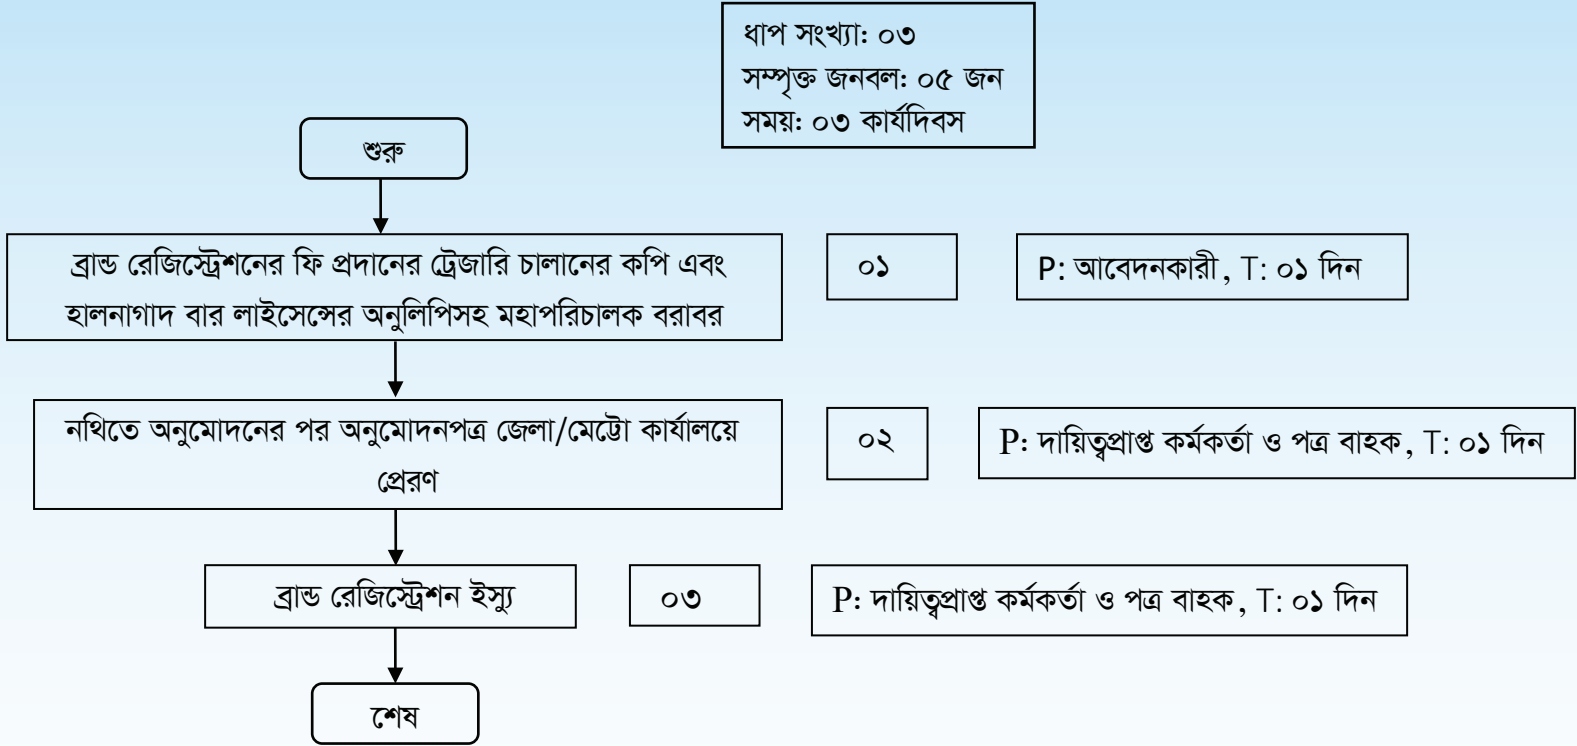 ধাপ সংখ্যা: ০৩
সম্পৃক্ত জনবল: ০৫ জন
সময়: ০৩ কার্যদিবস
শুরু
ব্রান্ড রেজিস্ট্রেশনের ফি প্রদানের ট্রেজারি চালানের কপি এবং
হালনাগাদ বার লাইসেন্সের অনুলিপিসহ মহাপরিচালক বরাবর
০১
P: আবেদনকারী, T: ০১ দিন
নথিতে অনুমোদনের পর অনুমোদনপত্র জেলা/মেট্টো কার্যালয়ে
প্রেরণ
০২
P: দায়িত্বপ্রাপ্ত কর্মকর্তা ও পত্র বাহক, T: ০১ দিন
ব্রান্ড রেজিস্ট্রেশন ইস্যু
০৩
P: দায়িত্বপ্রাপ্ত কর্মকর্তা ও পত্র বাহক, T: ০১ দিন
শেষ